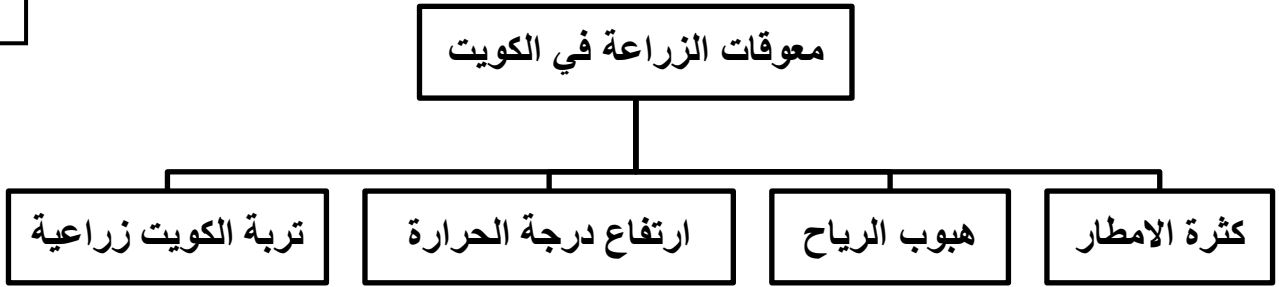 معوقات الزراعة في الكويت
كثرة الامطار
هبوب الرياح
ارتفاع درجة الحرارة
تربة الكويت زراعية